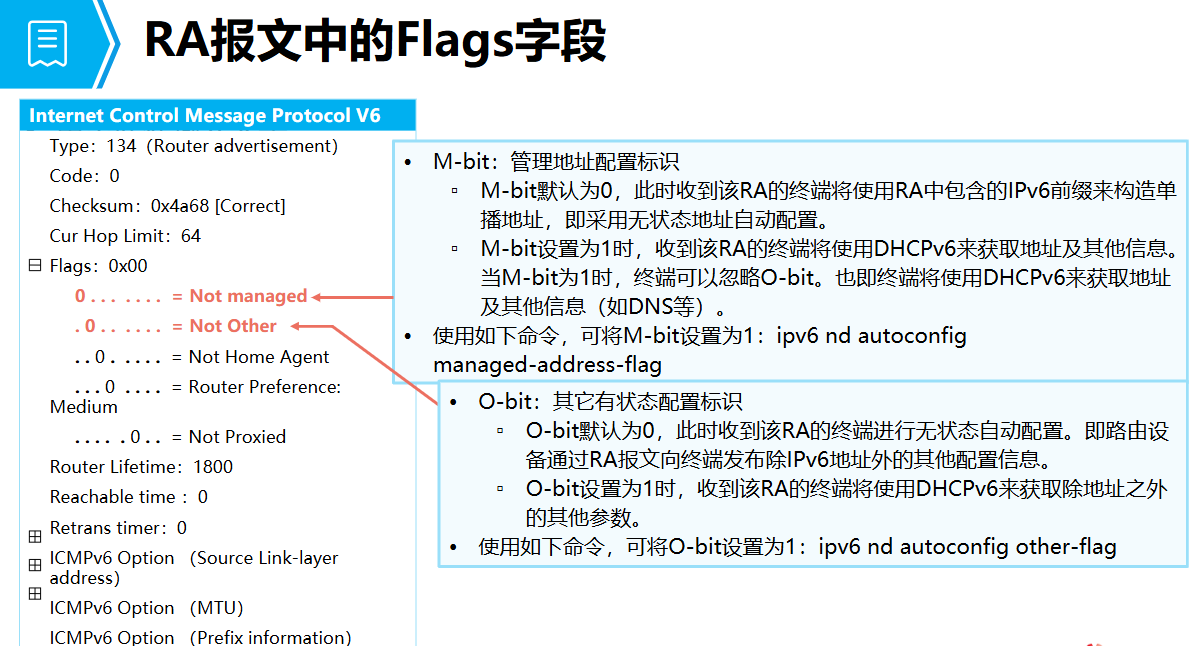 RA报文中的Flags字段
Internet Control Message Protocol V6
Type：134（Router advertisement）
Code：0
Checksum：0x4a68 [Correct]
Cur Hop Limit：64
Flags：0x00
0 . . . . . . . = Not managed
. 0 . . . . . . = Not Other
. . 0 . . . . . = Not Home Agent
. . . 0 . . . . = Router Preference:
Medium
. . . . . 0 . . = Not Proxied
Router Lifetime：1800
Reachable time : 0
Retrans timer：0
ICMPv6 Option （Source Link-layer
address）
ICMPv6 Option （MTU）
ICMPv6 Option （Prefix information）
• M-bit：管理地址配置标识
▫ M-bit默认为0，此时收到该RA的终端将使用RA中包含的IPv6前缀来构造单
播地址，即采用无状态地址自动配置。
▫ M-bit设置为1时，收到该RA的终端将使用DHCPv6来获取地址及其他信息。
当M-bit为1时，终端可以忽略O-bit。也即终端将使用DHCPv6来获取地址
及其他信息（如DNS等）。
• 使用如下命令，可将M-bit设置为1：ipv6 nd autoconfig
managed-address-flag
• O-bit：其它有状态配置标识
▫ O-bit默认为0，此时收到该RA的终端进行无状态自动配置。即路由设
备通过RA报文向终端发布除IPv6地址外的其他配置信息。
▫ O-bit设置为1时，收到该RA的终端将使用DHCPv6来获取除地址之外
的其他参数。
• 使用如下命令，可将O-bit设置为1：ipv6 nd autoconfig other-flag